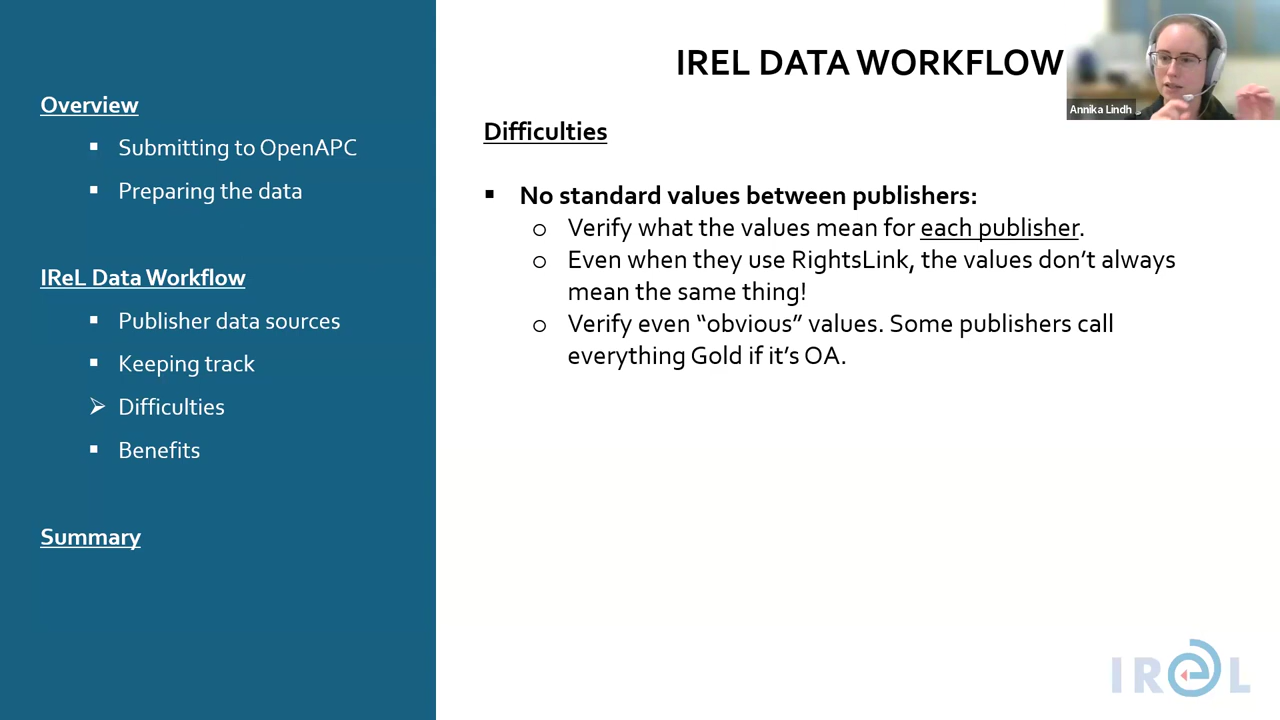 Overview
▪ Submitting to OpenAPC
▪ Preparing the data
IReL Data Workflow
▪ Publisher data sources
▪ Keeping track
➢ Difficulties
▪ Benefits
Summary
IREL DATA WORKFLOW
Annika Lindh
Difficulties
▪ No standard values between publishers:
o Verify what the values mean for each publisher.
o Even when they use RightsLink, the values don’t always
mean the same thing!
o Verify even “obvious” values. Some publishers call
everything Gold if it’s OA.
IReL